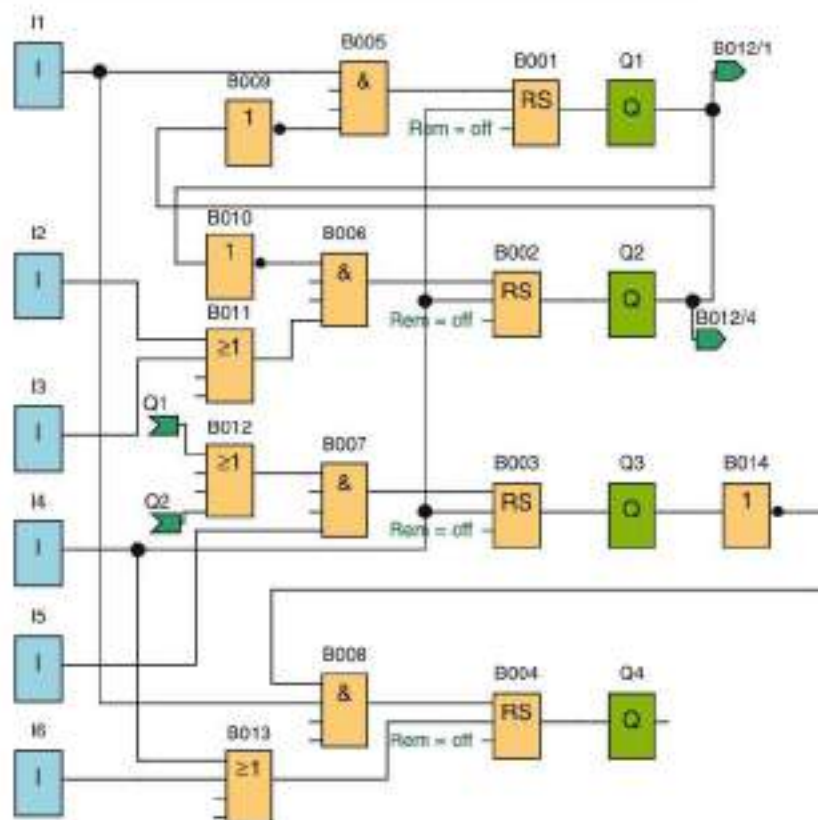 I1
I
B009
1
B005
&
B001
RS
Rem = off
Q1
Q
B012/1
I2
I
B010
1
B006
&
B002
RS
Rem = off
Q2
Q
B012/4
B011
≥1
I3
I
Q1
B012
≥1
Q2
B007
&
B003
RS
Rem = off
Q3
Q
B014
1
I4
I
I5
I
B008
&
B004
RS
Rem = off
Q4
Q
I6
I
B013
≥1